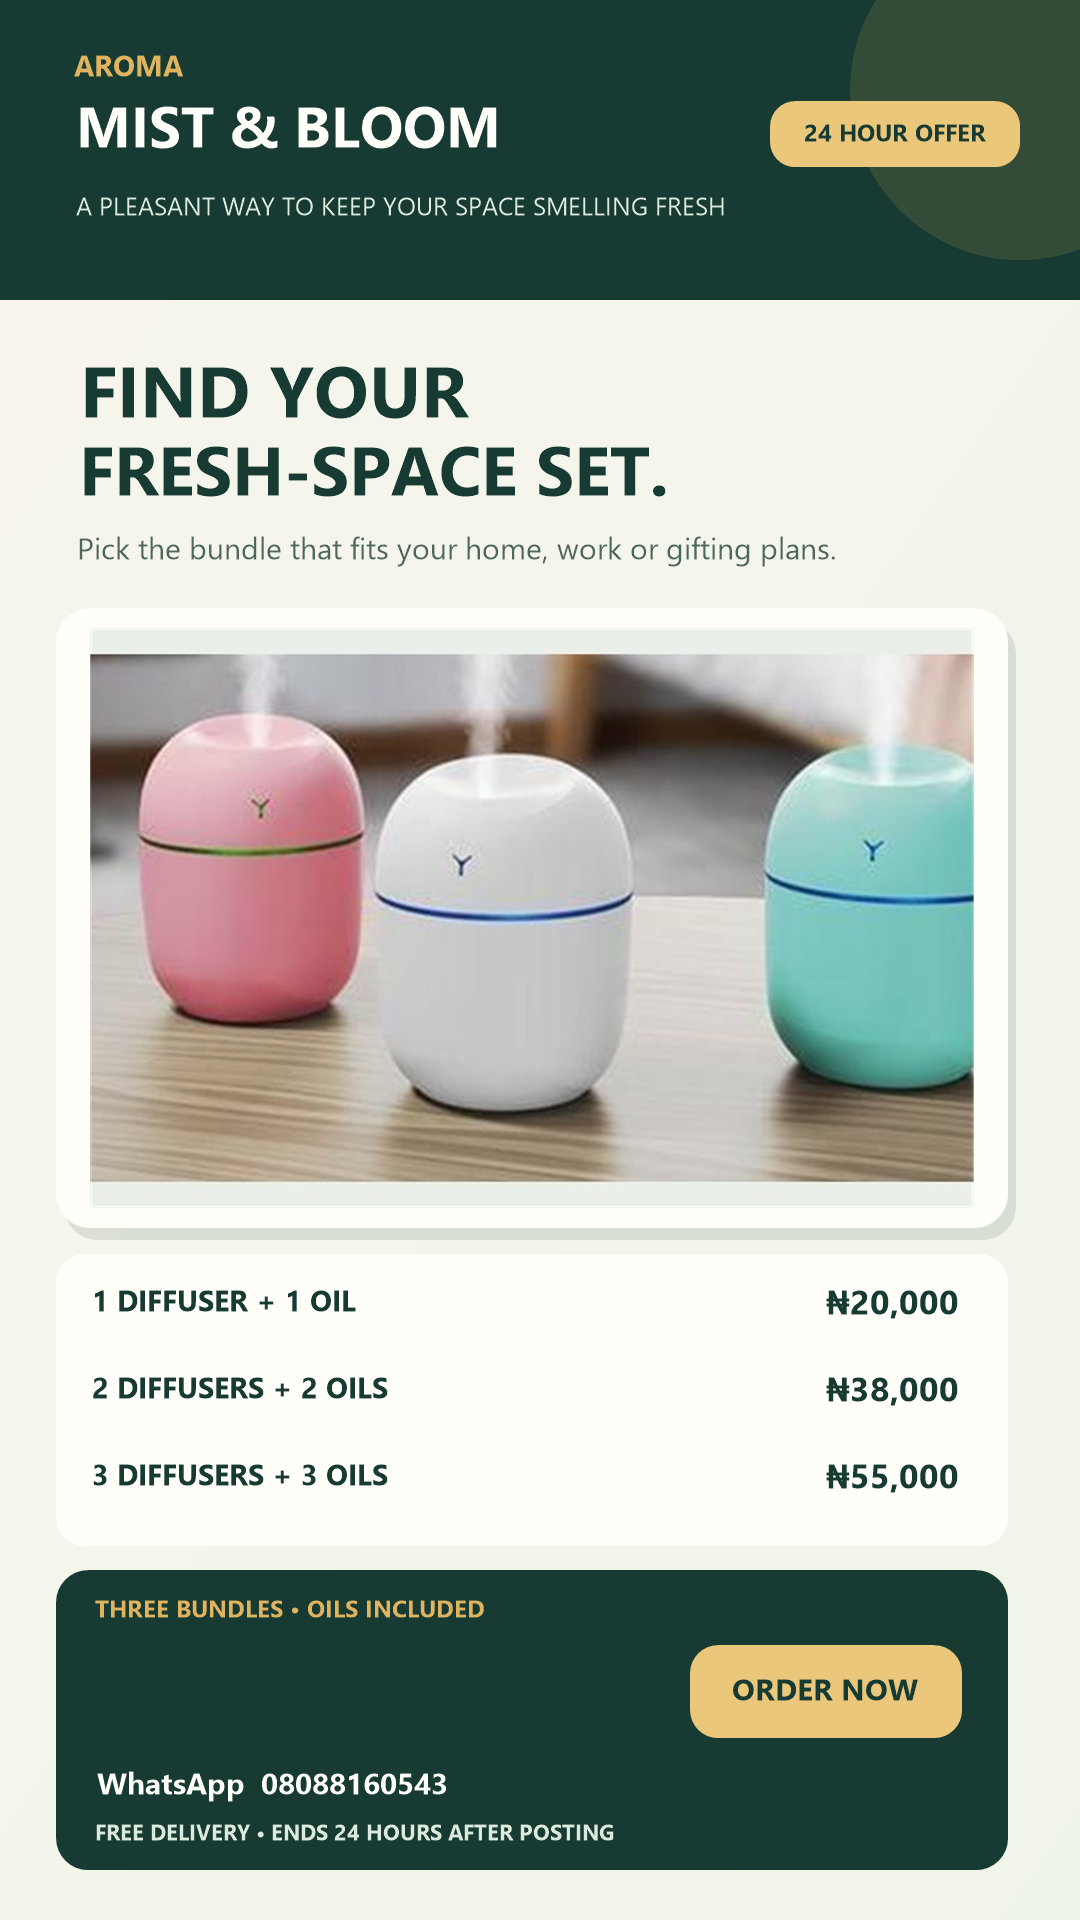 AROMA
MIST & BLOOM
24 HOUR OFFER
A PLEASANT WAY TO KEEP YOUR SPACE SMELLING FRESH
FIND YOUR
FRESH-SPACE SET.
Pick the bundle that fits your home, work or gifting plans.
1 DIFFUSER + 1 OIL ₦20,000
2 DIFFUSERS + 2 OILS ₦38,000
3 DIFFUSERS + 3 OILS ₦55,000
THREE BUNDLES • OILS INCLUDED
ORDER NOW
WhatsApp 08088160543
FREE DELIVERY • ENDS 24 HOURS AFTER POSTING